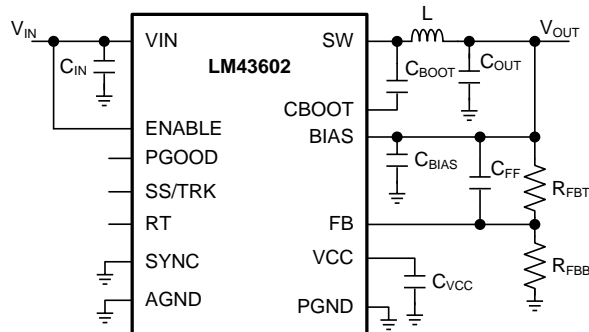 VIN
VIN
CIN
LM43602
SW
L
VOUT
CBOOT
COUT
CBOOT
ENABLE
BIAS
PGOOD
CBIAS
CFF
RFBT
SS/TRK
RT
FB
SYNC
VCC
RFBB
CVCC
AGND
PGND